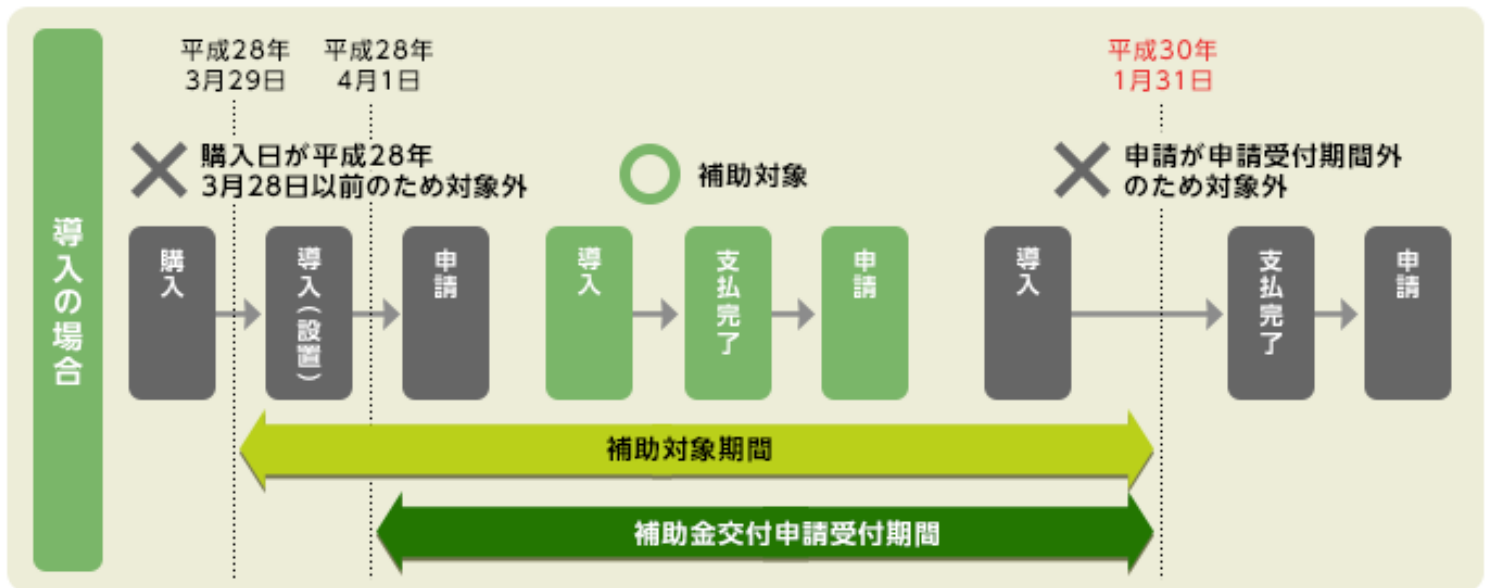 導入の場合
平成28年
3月29日
平成28年
4月1日
平成30年
1月31日
購入日が平成28年
3月28日以前のため対象外
補助対象
申請が申請受付期間外
のため対象外
購入
導入(設置)
申請
導入
支払完了
申請
導入
支払完了
申請
補助対象期間
補助金交付申請受付期間